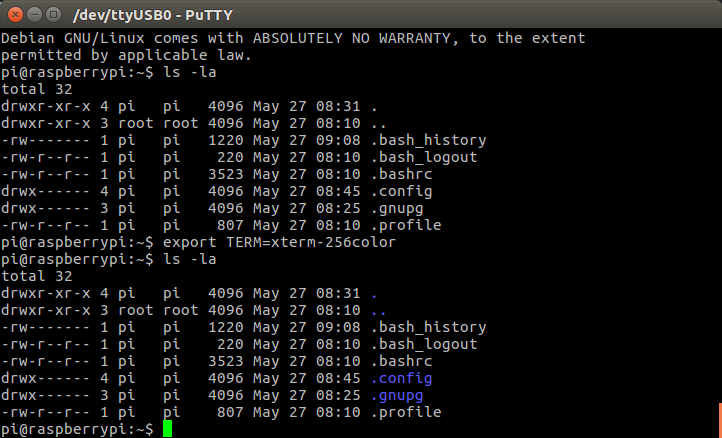 /dev/ttyUSB0 - PuTTY
Debian GNU/Linux comes with ABSOLUTELY NO WARRANTY, to the extent
permitted by applicable law.
pi@raspberrypi:~$ ls -la
total 32
drwxr-xr-x 4 pi   pi   4096 May 27 08:31 .
drwxr-xr-x 3 root root 4096 May 27 08:10 ..
-rw------- 1 pi   pi   1220 May 27 09:08 .bash_history
-rw-r--r-- 1 pi   pi    220 May 27 08:10 .bash_logout
-rw-r--r-- 1 pi   pi   3523 May 27 08:10 .bashrc
drwx------ 4 pi   pi   4096 May 27 08:45 .config
drwx------ 3 pi   pi   4096 May 27 08:25 .gnupg
-rw-r--r-- 1 pi   pi    807 May 27 08:10 .profile
pi@raspberrypi:~$ export TERM=xterm-256color
pi@raspberrypi:~$ ls -la
total 32
drwxr-xr-x 4 pi   pi   4096 May 27 08:31 .
drwxr-xr-x 3 root root 4096 May 27 08:10 ..
-rw------- 1 pi   pi   1220 May 27 09:08 .bash_history
-rw-r--r-- 1 pi   pi    220 May 27 08:10 .bash_logout
-rw-r--r-- 1 pi   pi   3523 May 27 08:10 .bashrc
drwx------ 4 pi   pi   4096 May 27 08:45 .config
drwx------ 3 pi   pi   4096 May 27 08:25 .gnupg
-rw-r--r-- 1 pi   pi    807 May 27 08:10 .profile
pi@raspberrypi:~$